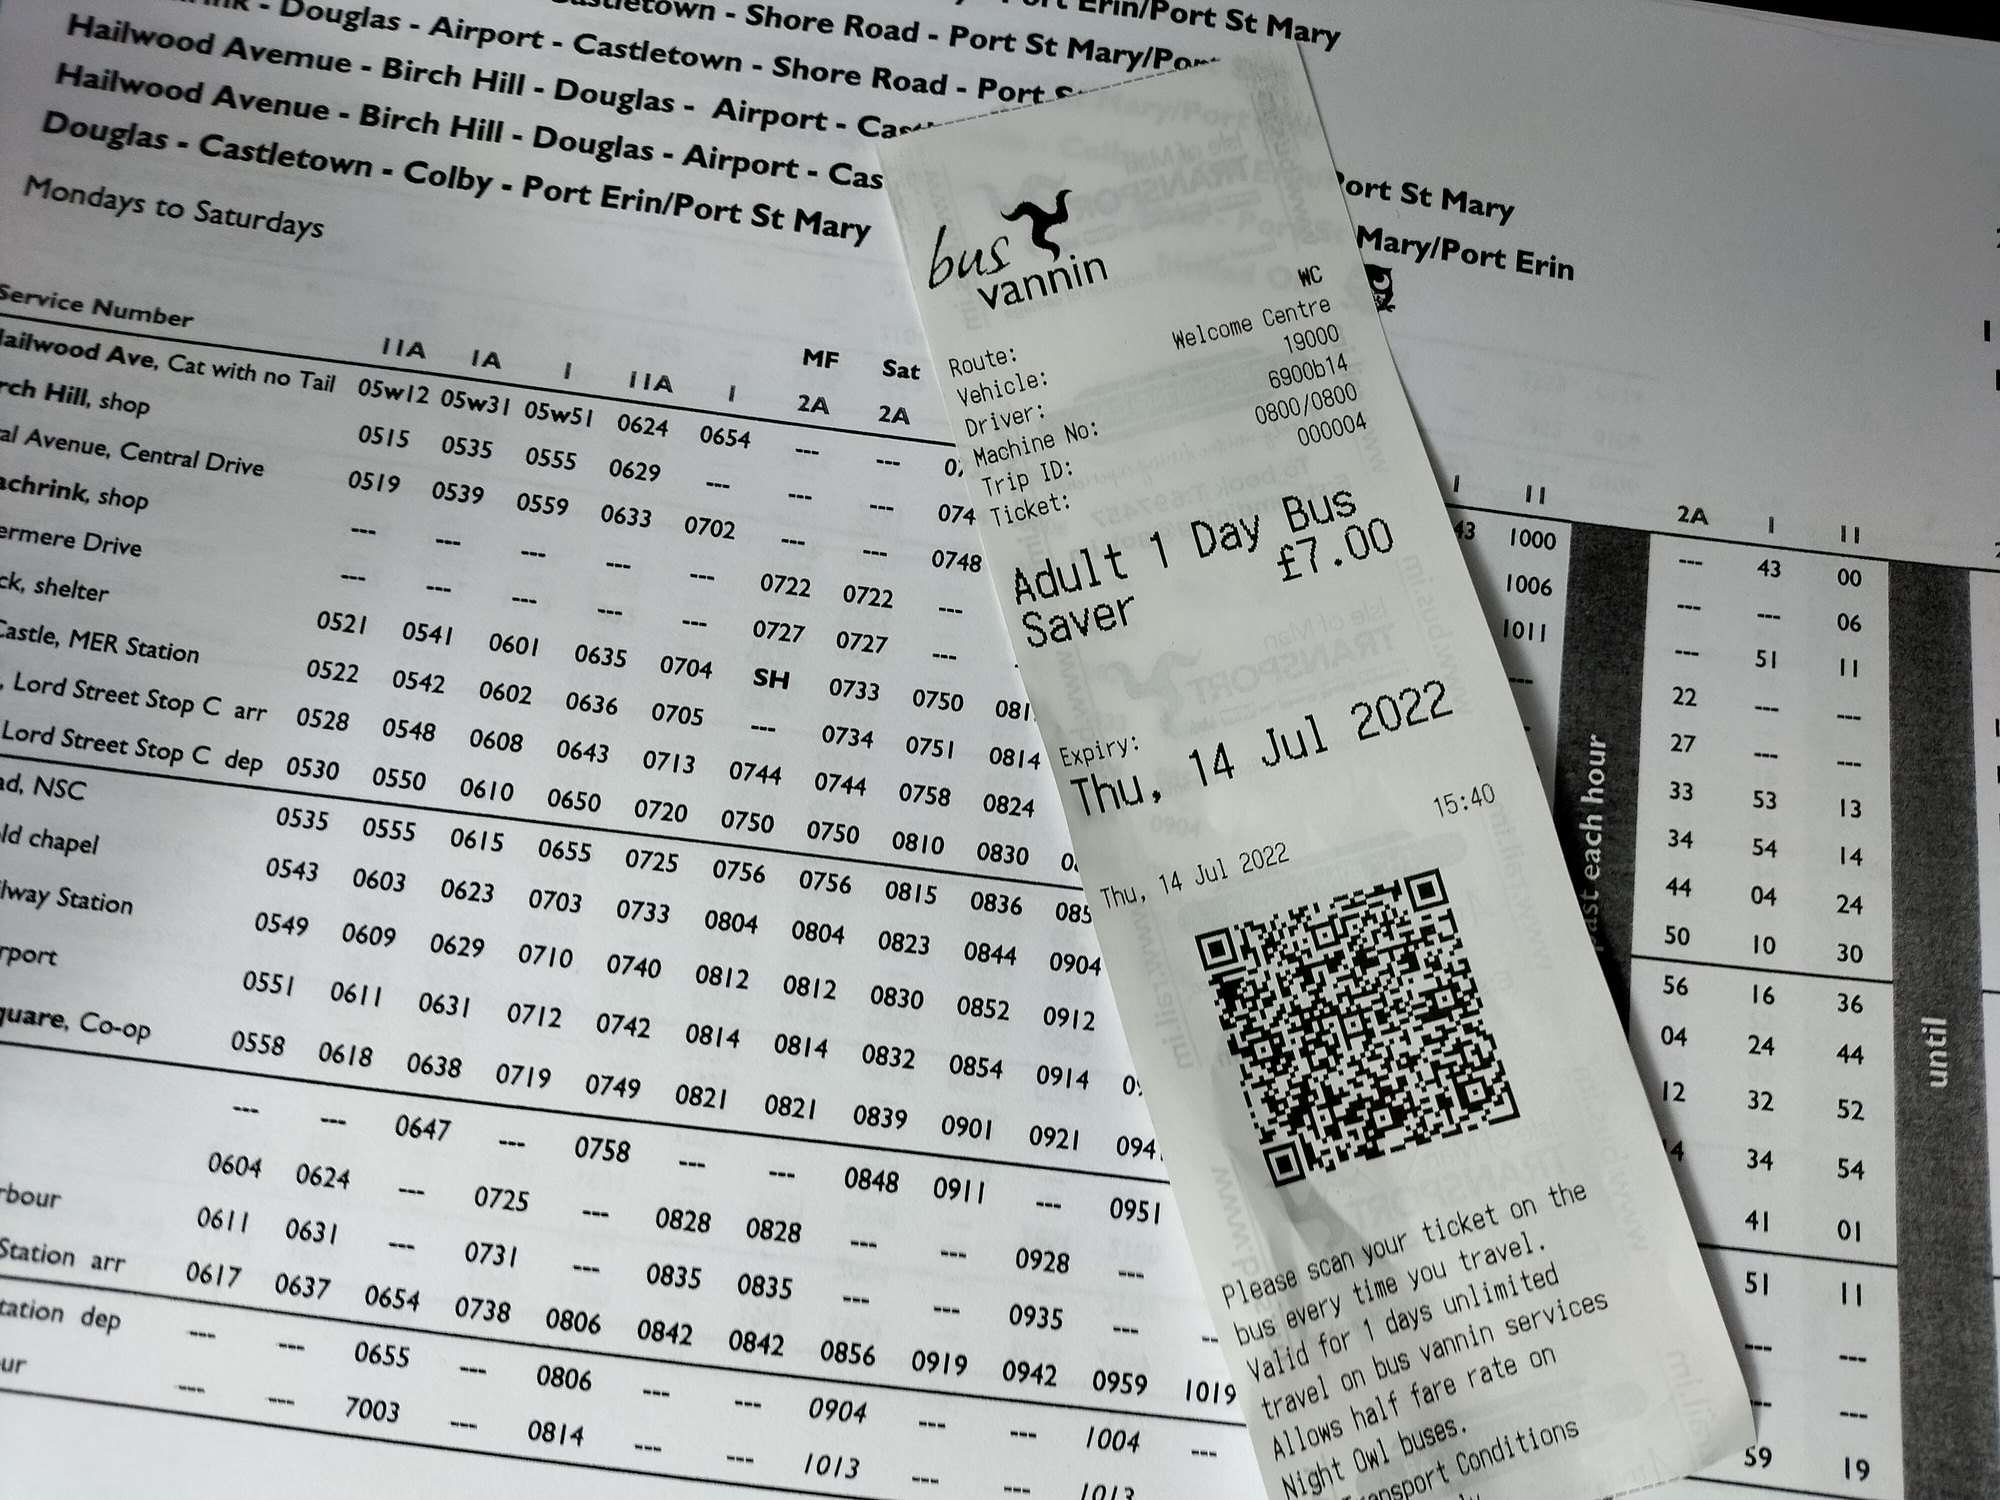 Douglas - Airport - Castletown - Shore Road - Port St Mary/Port
Erin/Port St Mary
Hailwood Avemue - Birch Hill - Douglas - Airport - Castletown - Shore Road - Port
Hailwood Avenue - Birch Hill - Douglas - Airport -
Port St Mary
Douglas - Castletown - Colby - Port Erin/Port St Mary
Mary/Port Erin
Mondays to Saturdays
MF Sat
Service Number 11A 1A 1 11A 1 2A 2A
Ave, Cat with no Tail 05w12 05w31 05w51 0624 0654 --- ---
Hill, shop 0515 0535 0555 0629 --- --- ---
Avenue, Central Drive 0519 0539 0559 0633 0702 --- --- 0748
shop --- --- --- --- --- 0722 0722 ---
Drive --- --- --- --- --- 0727 0727 ---
shelter 0521 0541 0601 0635 0704 SH 0733 0750
Castle, MER Station 0522 0542 0602 0636 0705 --- 0734 0751 0814
Lord Street Stop C arr 0528 0548 0608 0643 0713 0744 0744 0758 0824
Lord Street Stop C dep 0530 0550 0610 0650 0720 0750 0750 0810 0830
NSC 0535 0555 0615 0655 0725 0756 0756 0815 0836
chapel 0543 0603 0623 0703 0733 0804 0804 0823 0844 0904
Station 0549 0609 0629 0710 0740 0812 0812 0830 0852 0912
0551 0611 0631 0712 0742 0814 0814 0832 0854 0914
Co-op 0558 0618 0638 0719 0749 0821 0821 0839 0901 0921
--- --- 0647 --- 0758 --- --- 0848 0911 --- 0951
0604 0624 --- 0725 --- 0828 0828 --- --- 0928 ---
0611 0631 --- 0731 --- 0835 0835 --- --- 0935 ---
Station arr 0617 0637 0654 0738 0806 0842 0842 0856 0919 0942 0959 1019
dep --- --- 0655 --- 0806 --- --- 0904 --- --- 1004 ---
--- --- 7003 --- 0814 --- --- 1013 --- --- 1013
bus
vannin
WC
Route: Welcome Centre
Vehicle: 19000
Driver: 6900b14
Machine No: 0800/0800
Trip ID: 000004
Ticket:
Adult 1 Day Bus
Saver £7.00
Expiry:
Thu, 14 Jul 2022
15:40
Thu, 14 Jul 2022
Please scan your ticket on the
bus every time you travel.
Valid for 1 days unlimited
travel on bus vannin services
Allows half fare rate on
Night Owl buses.
Conditions
1 11 2A 1 11
1000 --- 43 00
1006 --- --- 06
1011 --- 51 11
--- 22 --- ---
27 --- ---
33 53 13
34 54 14
44 04 24
50 10 30
56 16 36
04 24 44
12 32 52
34 54
41 01
51 11
--- ---
--- ---
59 19
past each hour
until